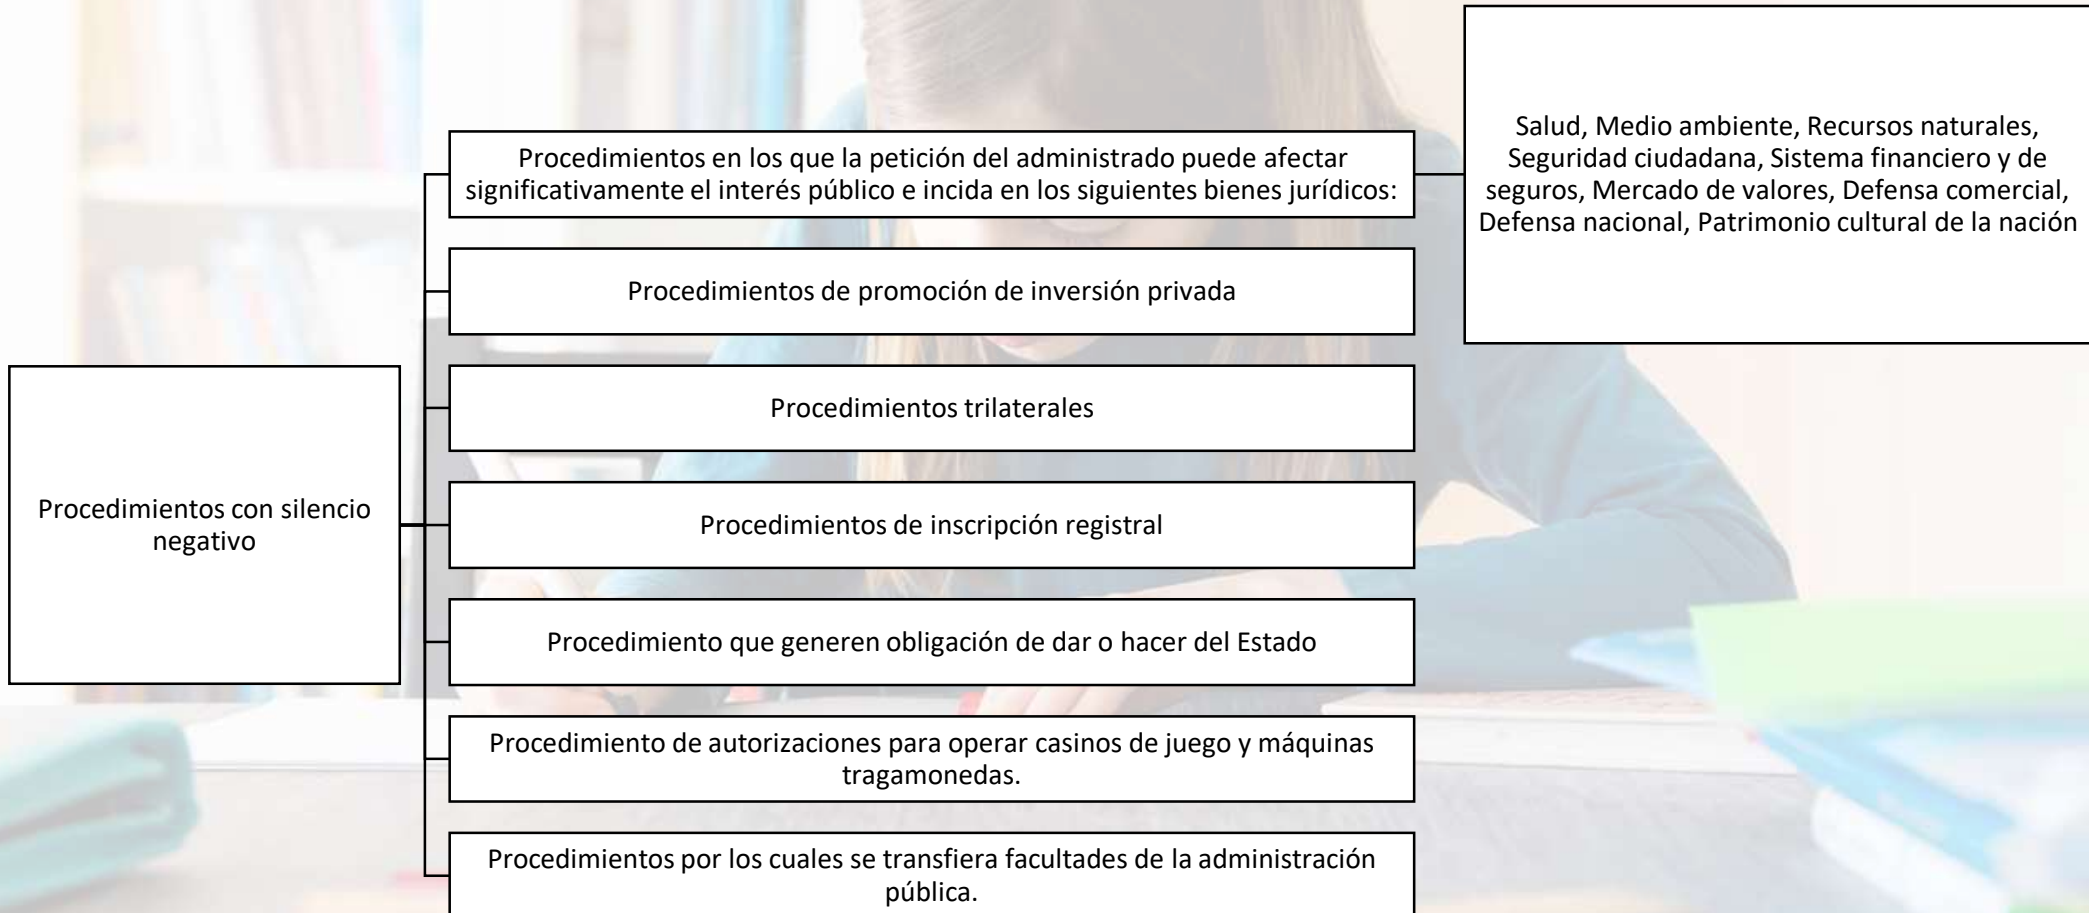 Procedimientos con silencio
negativo
Procedimientos en los que la petición del administrado puede afectar
significativamente el interés público e incida en los siguientes bienes jurídicos:
Salud, Medio ambiente, Recursos naturales,
Seguridad ciudadana, Sistema financiero y de
seguros, Mercado de valores, Defensa comercial,
Defensa nacional, Patrimonio cultural de la nación
Procedimientos de promoción de inversión privada
Procedimientos trilaterales
Procedimientos de inscripción registral
Procedimiento que generen obligación de dar o hacer del Estado
Procedimiento de autorizaciones para operar casinos de juego y máquinas
tragamonedas.
Procedimientos por los cuales se transfiera facultades de la administración
pública.